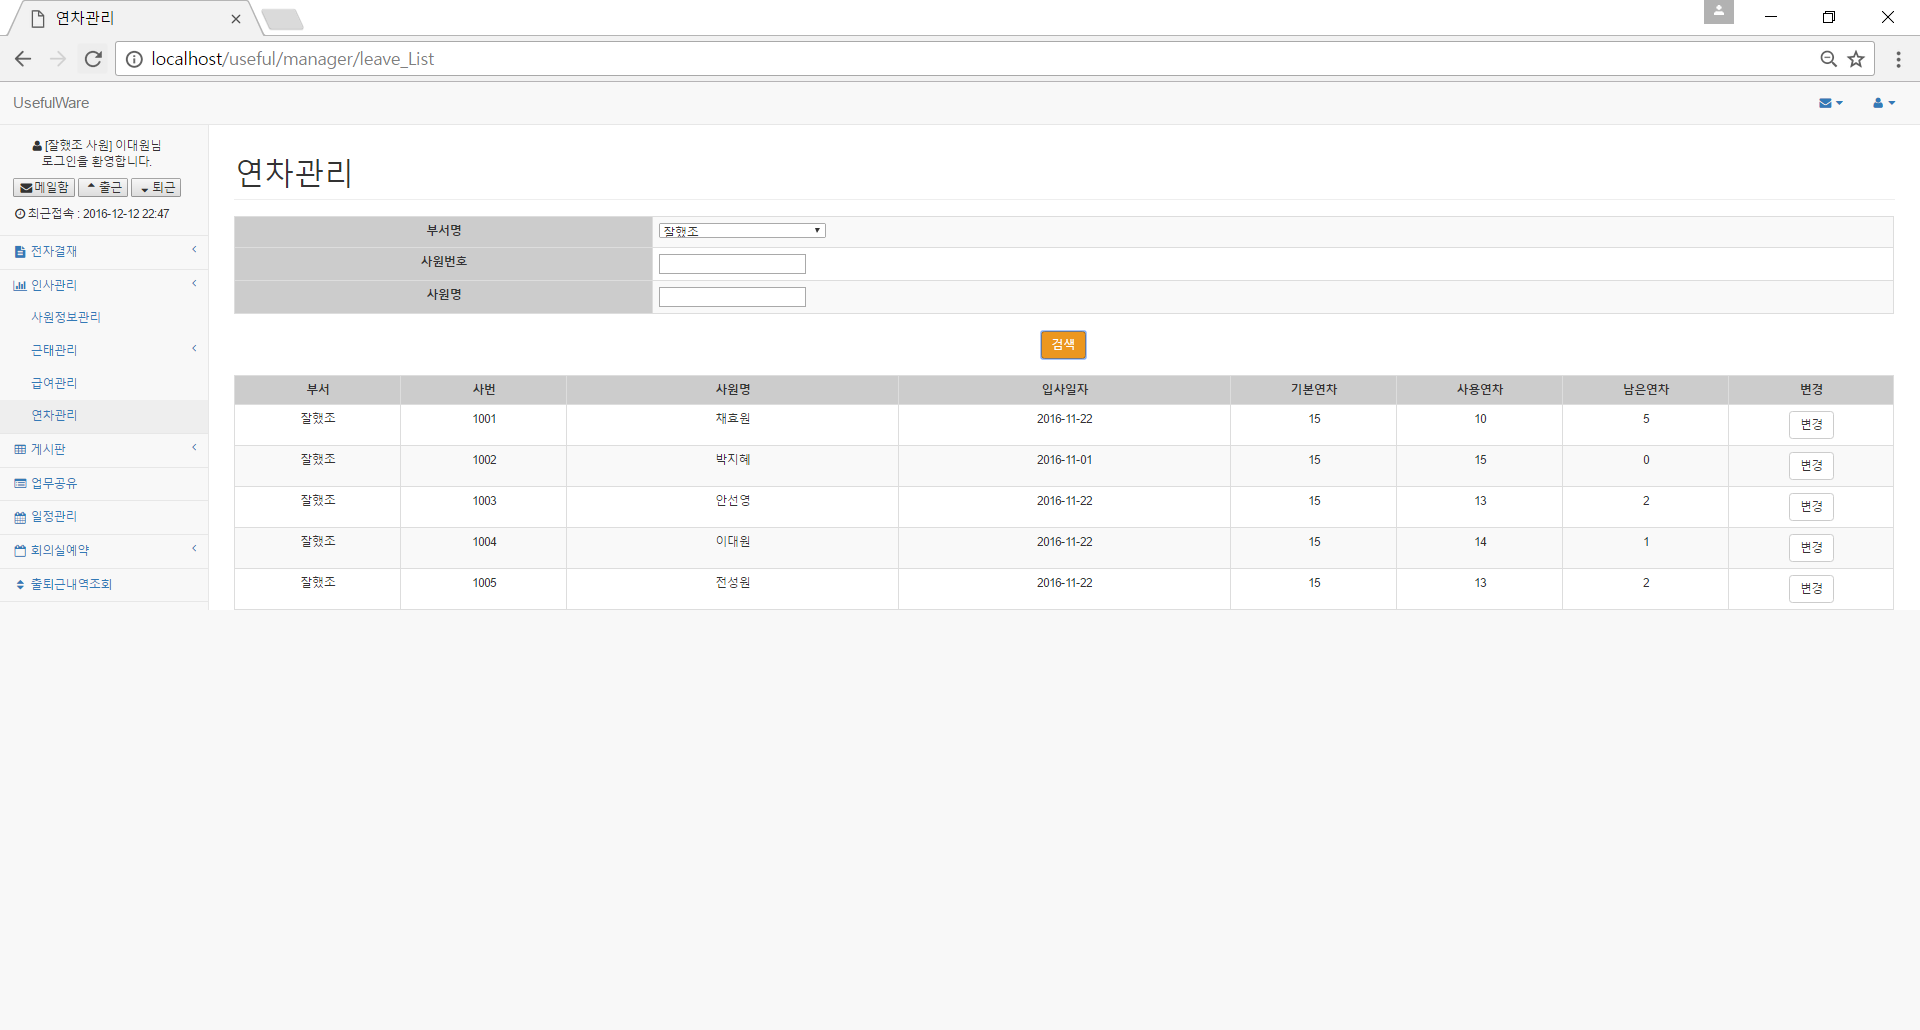 연차관리
localhost/useful/manager/leave_List
UsefulWare
[잘했조 사원] 이대원님
로그인을 환영합니다.
메일함 출근 퇴근
최근접속 : 2016-12-12 22:47
전자결재
인사관리
사원정보관리
근태관리
급여관리
연차관리
게시판
업무공유
일정관리
회의실예약
출퇴근내역조회
연차관리
부서명 잘했조
사원번호
사원명
검색
부서 사번 사원명 입사일자 기본연차 사용연차 남은연차 변경
잘했조 1001 채효원 2016-11-22 15 10 5 변경
잘했조 1002 박지혜 2016-11-01 15 15 0 변경
잘했조 1003 안선영 2016-11-22 15 13 2 변경
잘했조 1004 이대원 2016-11-22 15 14 1 변경
잘했조 1005 전성원 2016-11-22 15 13 2 변경